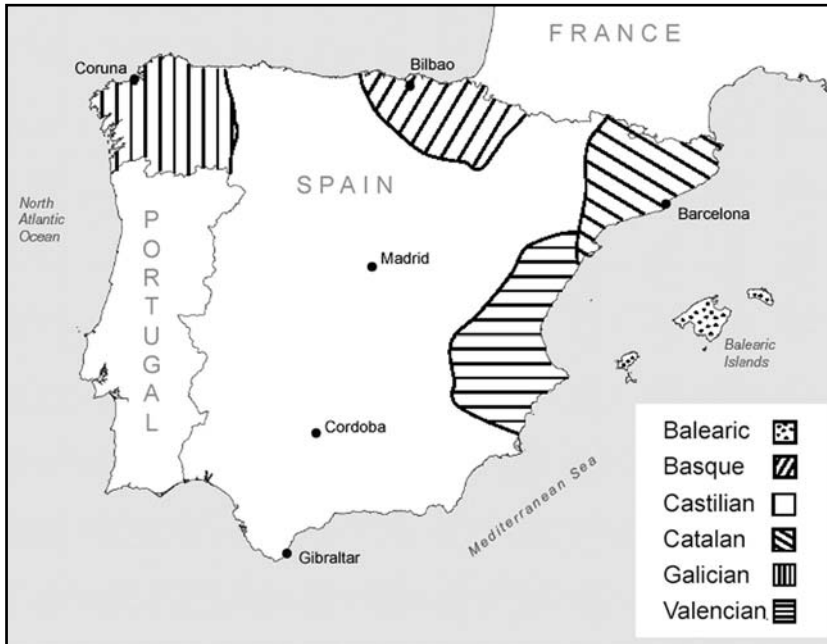 FRANCE
Coruna
Bilbao
SPAIN
North
Atlantic
Ocean
PORTUGAL
Barcelona
Madrid
Balearic
Islands
Cordoba
Mediterranean Sea
Gibraltar
Balearic
Basque
Castilian
Catalan
Galician
Valencian